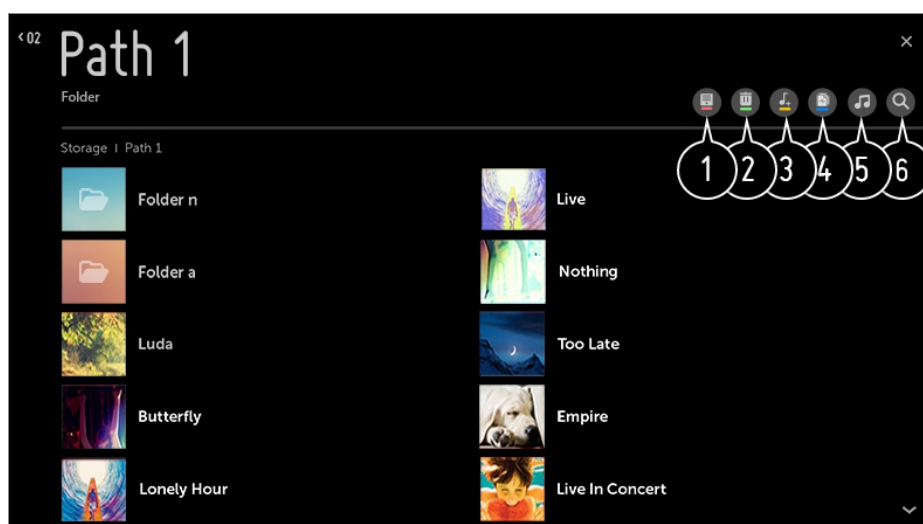 <02
Path 1
Folder
Storage | Path 1
1 2 3 4 5 6
Folder n
Live
Folder a
Nothing
Luda
Too Late
Butterfly
Empire
Lonely Hour
Live In Concert